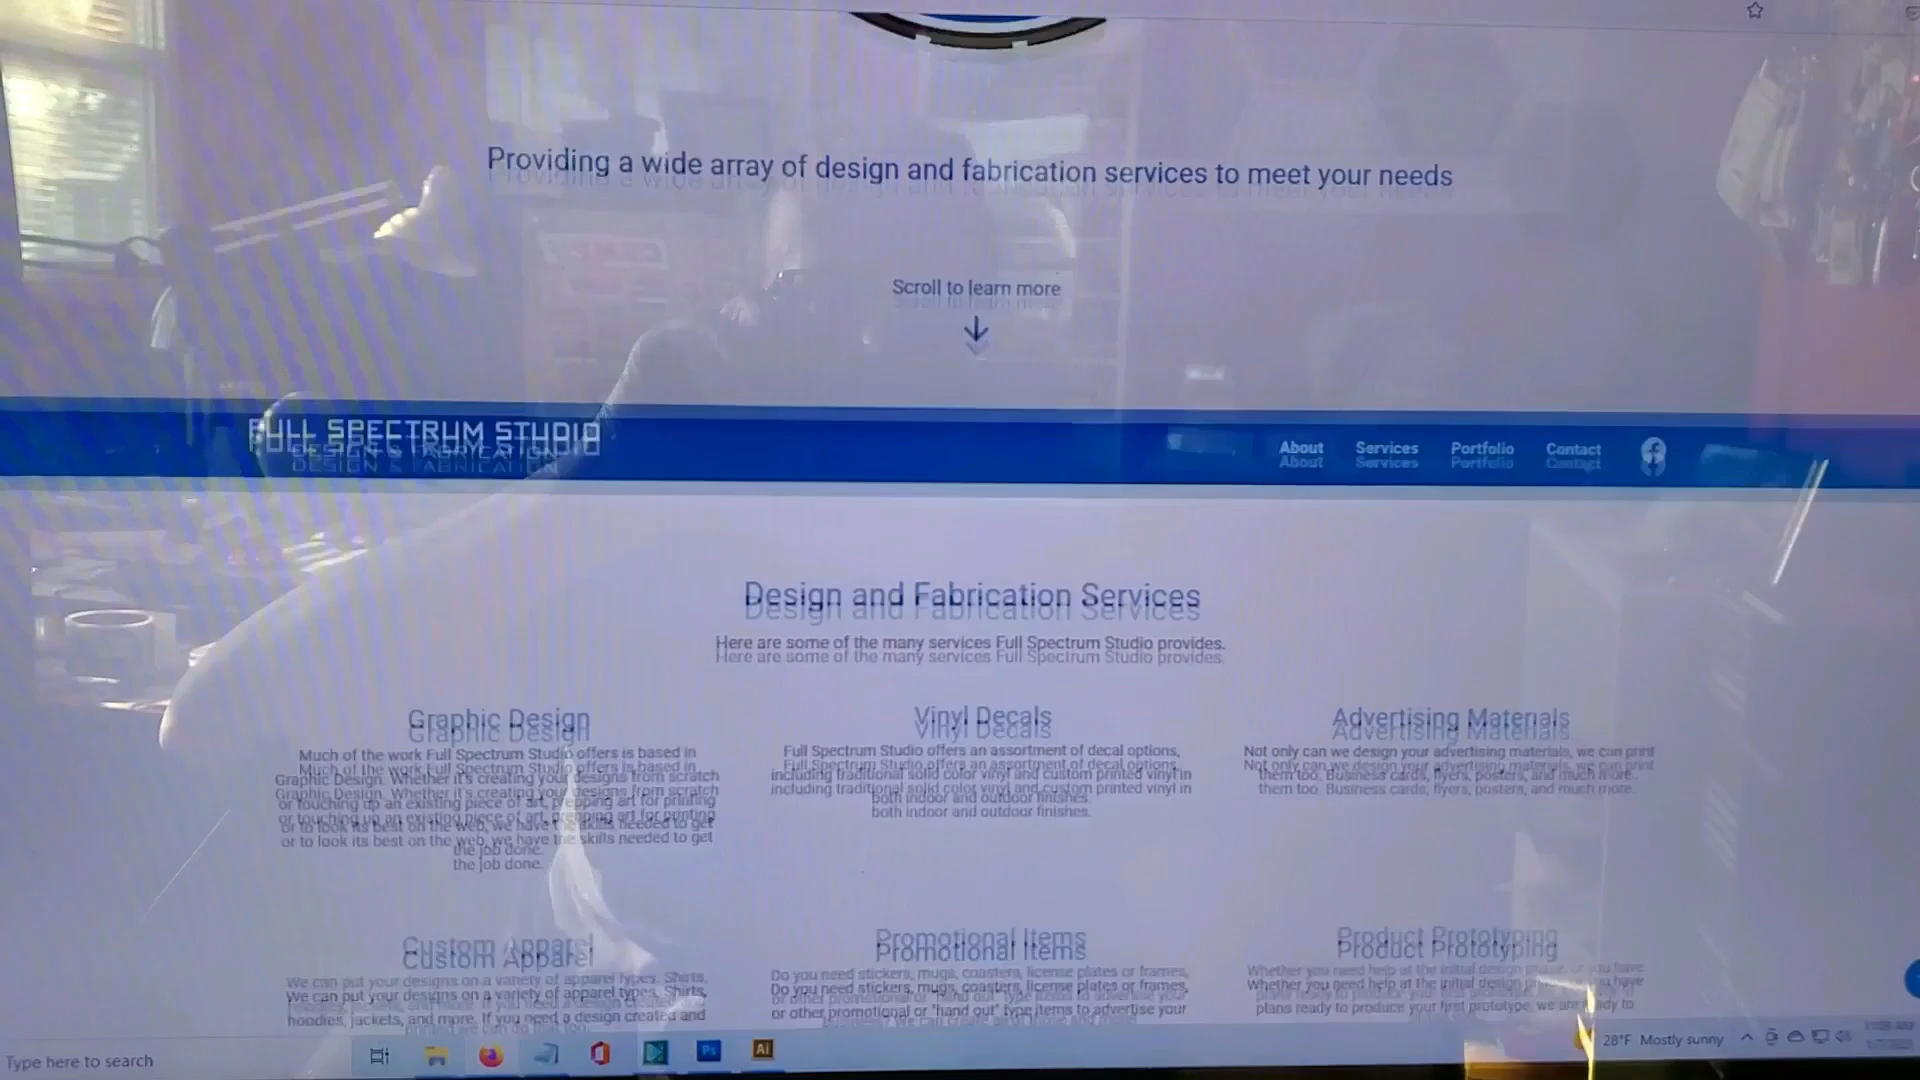 Providing a wide array of design and fabrication services to meet your needs
Scroll to learn more
FULL SPECTRUM STUDIO
DESIGN & FABRICATION
About Services Portfolio Contact
Design and Fabrication Services
Here are some of the many services Full Spectrum Studio provides.
Graphic Design
Much of the work Full Spectrum Studio offers is based in
Graphic Design. Whether it's creating your designs from scratch
or touching up an existing piece of art, prepping art for printing
or to look its best on the web, we have the skills needed to get
the job done.
Vinyl Decals
Full Spectrum Studio offers an assortment of decal options,
including traditional solid color vinyl and custom printed vinyl in
both indoor and outdoor finishes.
Advertising Materials
Not only can we design your advertising materials, we can print
them too. Business cards, flyers, posters, and much more.
Custom Apparel
We can put your designs on a variety of apparel types. Shirts,
hoodies, jackets, and more. If you need a design created and
Promotional Items
Do you need stickers, mugs, coasters, license plates or frames,
or other promotional or "hand out" type items to advertise your
Product Prototyping
Whether you need help at the initial design phase, or you have
plans ready to produce your first prototype, we are ready to
Type here to search
Ps
Ai
28°F Mostly sunny